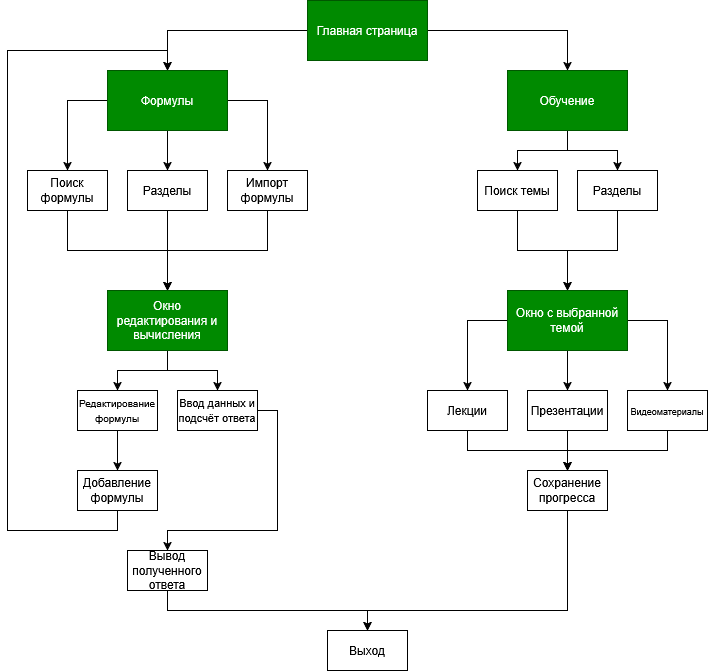 Главная страница
Формулы
Обучение
Поиск
формулы
Разделы
Импорт
формулы
Поиск темы
Разделы
Окно
редактирования и
вычисления
Окно с выбранной
темой
Редактирование
формулы
Ввод данных и
подсчёт ответа
Лекции
Презентации
Видеоматериалы
Добавление
формулы
Сохранение
прогресса
Вывод
полученного
ответа
Выход